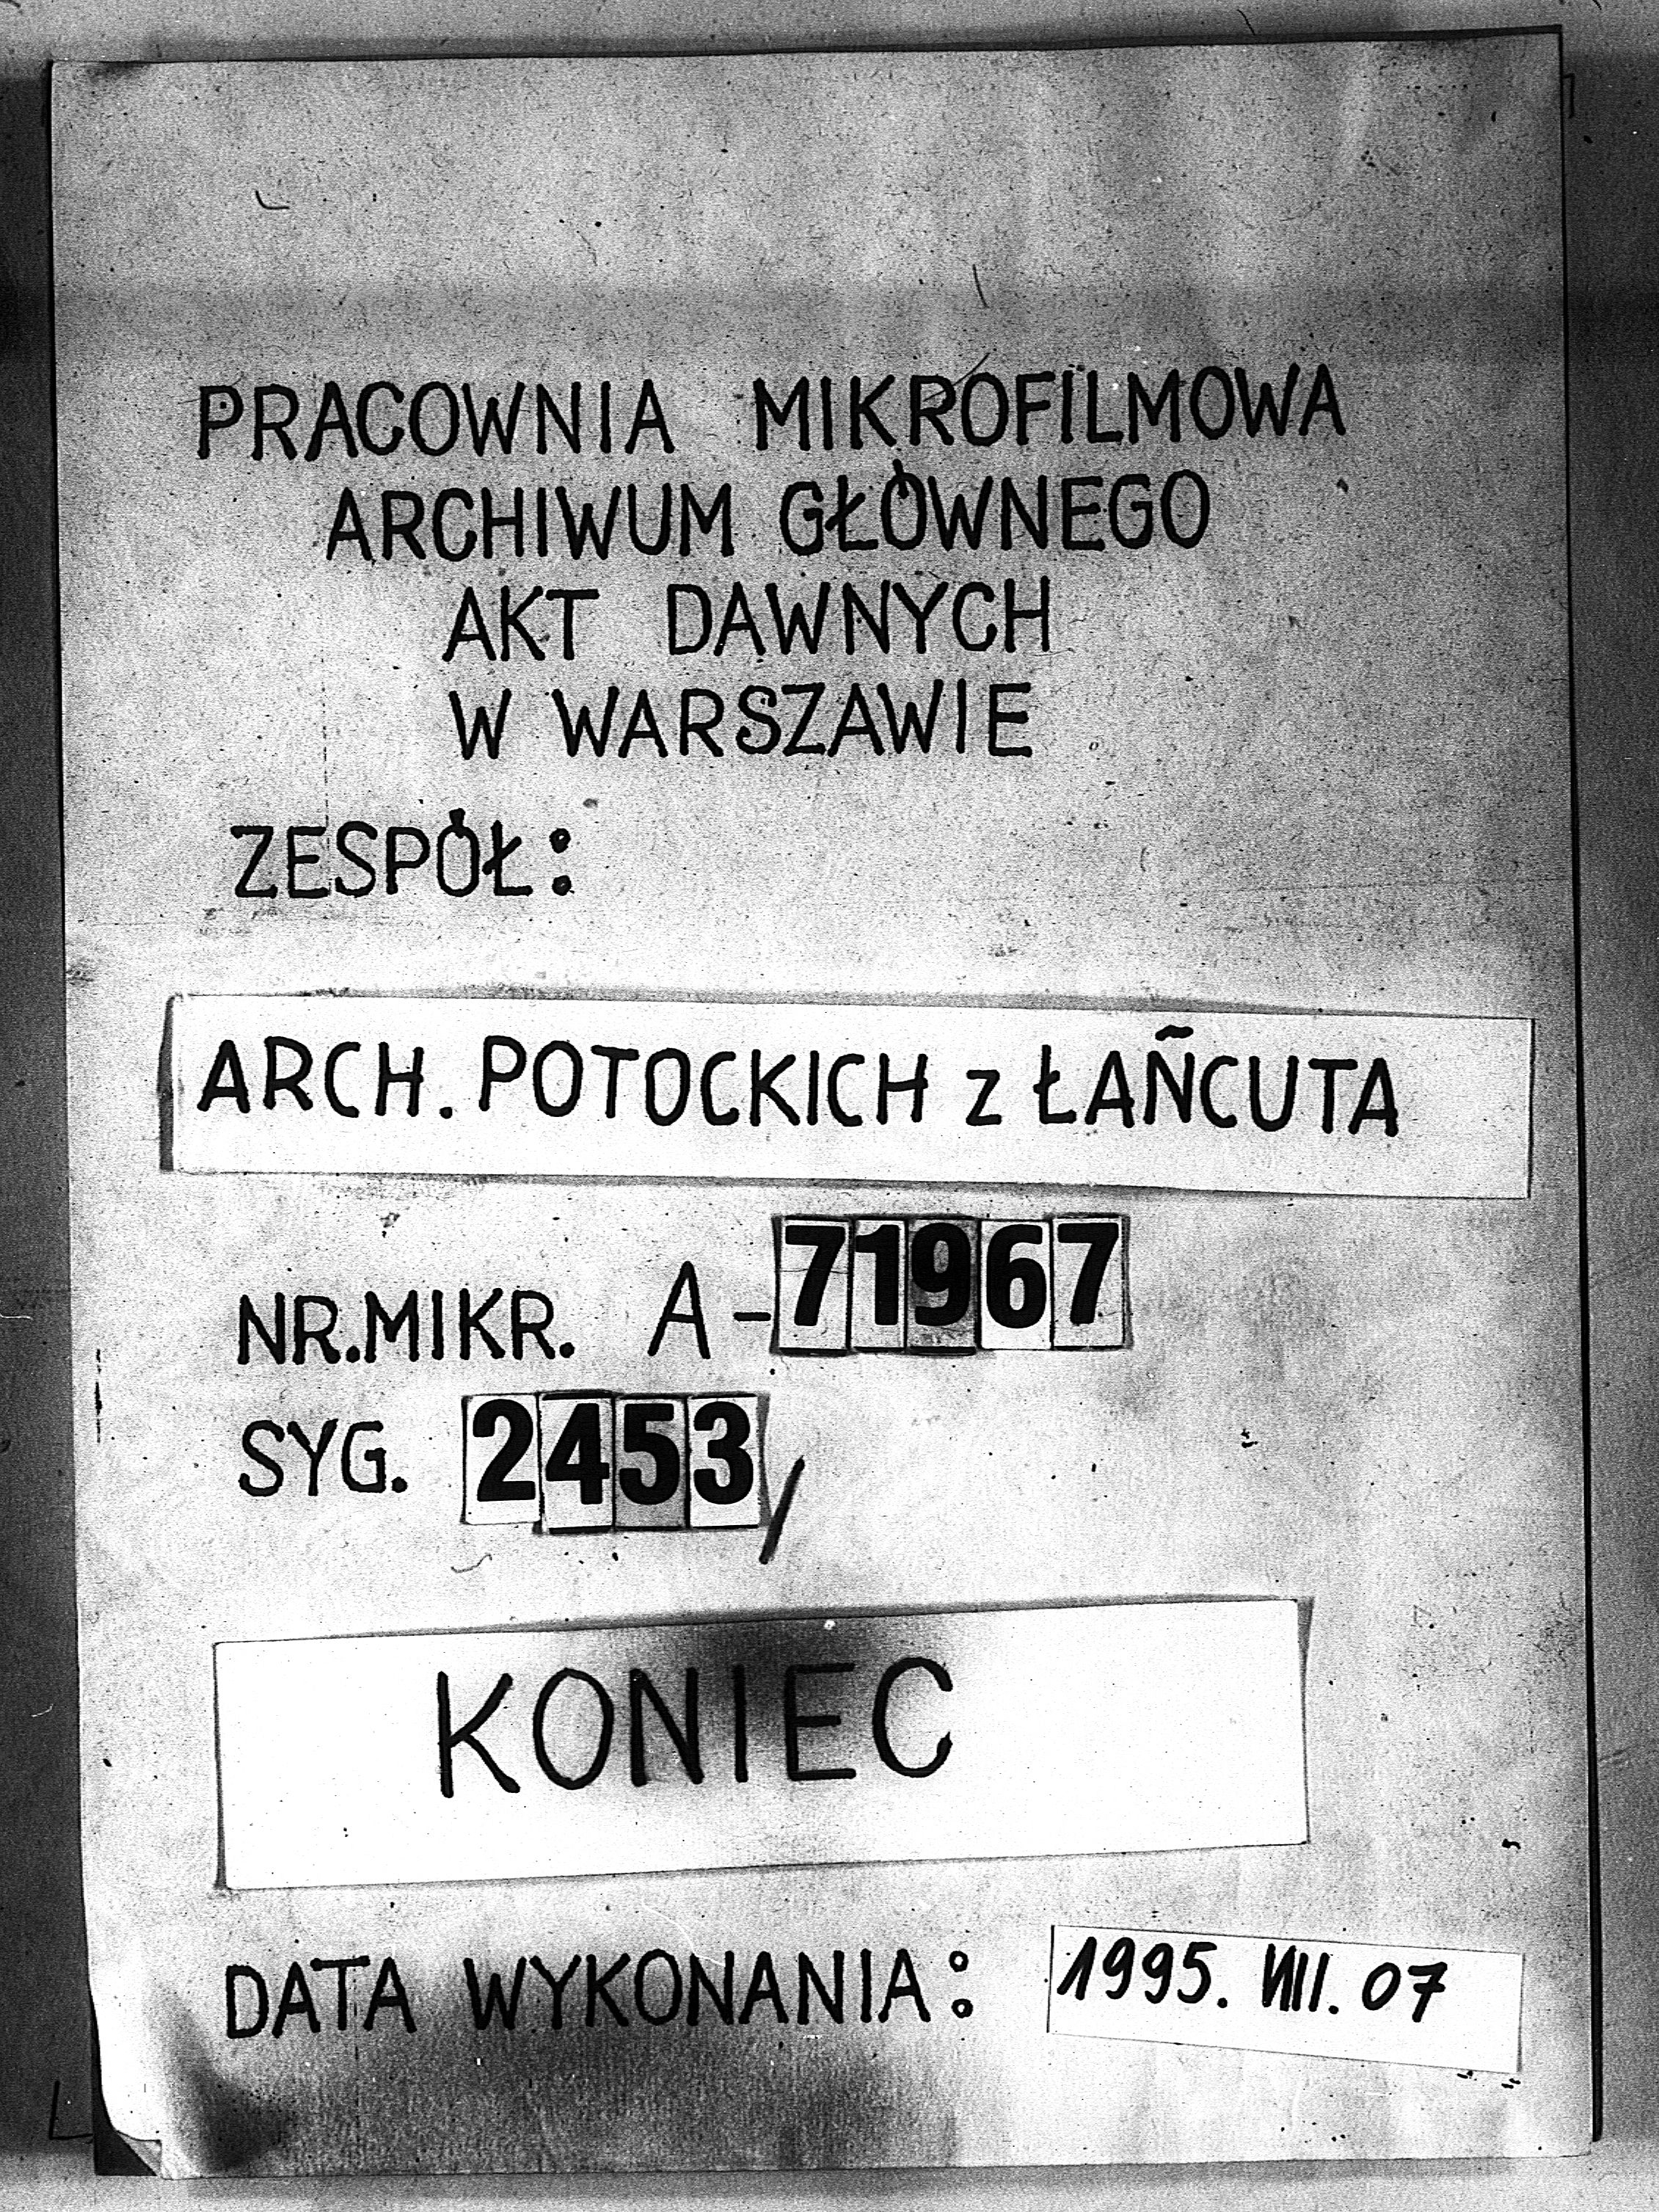 PRACOWNIA MIKROFILMOWA
ARCHIWUM GŁÓWNEGO
AKT DAWNYCH
W WARSZAWIE
ZESPÓŁ:
ARCH. POTOCKICH z ŁAŃCUTA
NR.MIKR. A-71967
SYG. 2453/
KONIEC
DATA WYKONANIA: 1995. VIII. 07